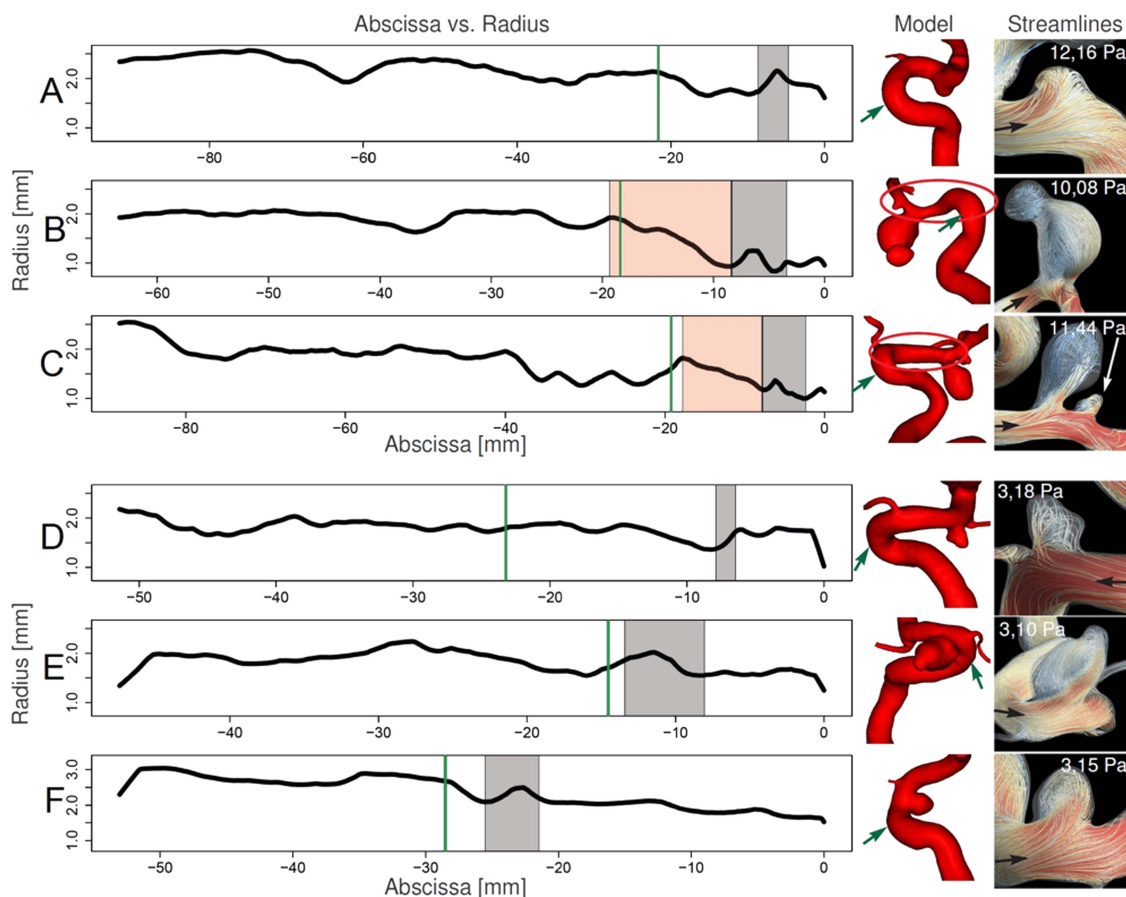 Abscissa vs. Radius Model Streamlines
A 2.0 1.0 12,16 Pa
−80 −60 −40 −20 0
B 2.0 1.0 10,08 Pa
−60 −50 −40 −30 −20 −10 0
Radius [mm]
C 2.0 1.0 11,44 Pa
−80 −60 −40 −20 0
Abscissa [mm]
D 2.0 1.0 3,18 Pa
−50 −40 −30 −20 −10 0
E 2.0 1.0 3,10 Pa
−40 −30 −20 −10 0
Radius [mm]
F 3.0 2.0 1.0 3,15 Pa
−50 −40 −30 −20 −10 0
Abscissa [mm]